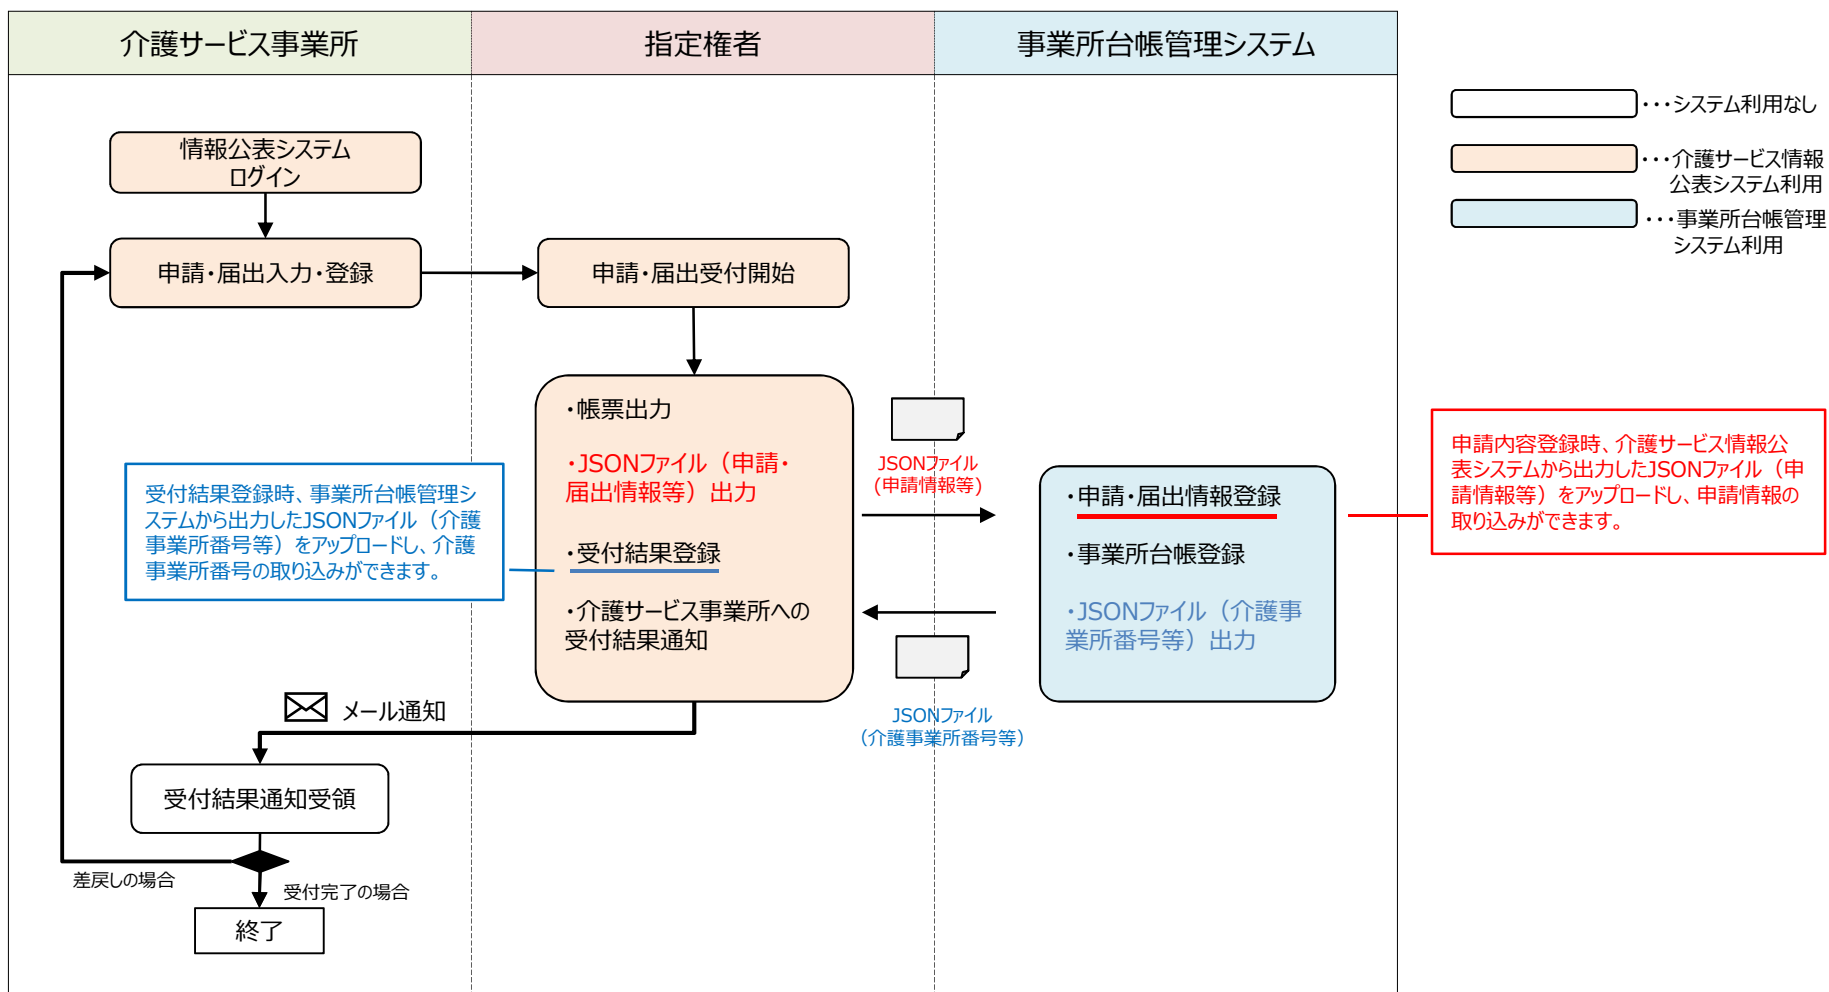 介護サービス事業所
指定権者
事業所台帳管理システム
・・・システム利用なし
・・・介護サービス情報
公表システム利用
・・・事業所台帳管理
システム利用
情報公表システム
ログイン
申請・届出入力・登録
申請・届出受付開始
・帳票出力
・JSONファイル（申請・
届出情報等）出力
・受付結果登録
・介護サービス事業所への
受付結果通知
JSONファイル
(申請情報等)
・申請・届出情報登録
・事業所台帳登録
・JSONファイル（介護事
業所番号等）出力
JSONファイル
（介護事業所番号等）
申請内容登録時、介護サービス情報公
表システムから出力したJSONファイル（申
請情報等）をアップロードし、申請情報の
取り込みができます。
受付結果登録時、事業所台帳管理シ
ステムから出力したJSONファイル（介護
事業所番号等）をアップロードし、介護
事業所番号の取り込みができます。
メール通知
受付結果通知受領
差戻しの場合
受付完了の場合
終了